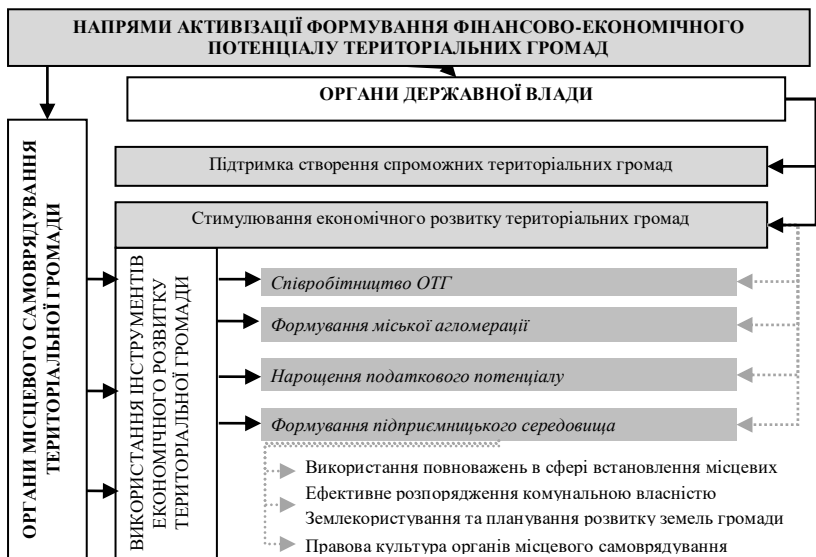 НАПРЯМИ АКТИВІЗАЦІЇ ФОРМУВАННЯ ФІНАНСОВО-ЕКОНОМІЧНОГО
ПОТЕНЦІАЛУ ТЕРИТОРІАЛЬНИХ ГРОМАД
ОРГАНИ ДЕРЖАВНОЇ ВЛАДИ
ОРГАНИ МІСЦЕВОГО САМОВРЯДУВАННЯ
ТЕРИТОРІАЛЬНОЇ ГРОМАДИ
Підтримка створення спроможних територіальних громад
Стимулювання економічного розвитку територіальних громад
ВИКОРИСТАННЯ ІНСТРУМЕНТІВ
ЕКОНОМІЧНОГО РОЗВИТКУ
ТЕРИТОРІАЛЬНОЇ ГРОМАДИ
Співробітництво ОТГ
Формування міської агломерації
Нарощення податкового потенціалу
Формування підприємницького середовища
Використання повноважень в сфері встановлення місцевих
Ефективне розпорядження комунальною власністю
Землекористування та планування розвитку земель громади
Правова культура органів місцевого самоврядування